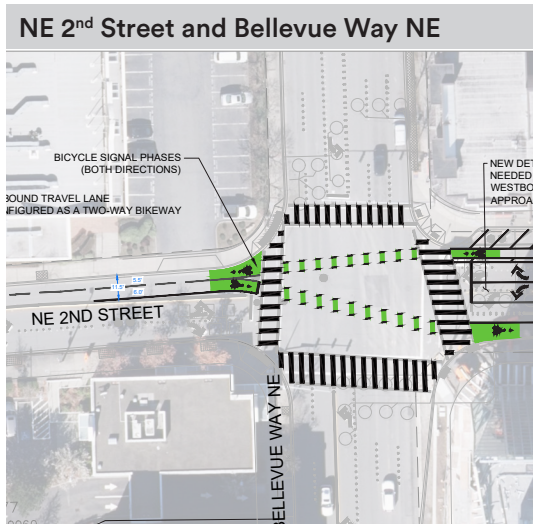 NE 2nd Street and Bellevue Way NE
BICYCLE SIGNAL PHASES
(BOTH DIRECTIONS)
BOUND TRAVEL LANE
NFIGURED AS A TWO-WAY BIKEWAY
NEW DET
NEEDED
WESTBO
APPROA
5.5'
11.5'
6.0'
NE 2ND STREET
BELLEVUE WAY NE
77